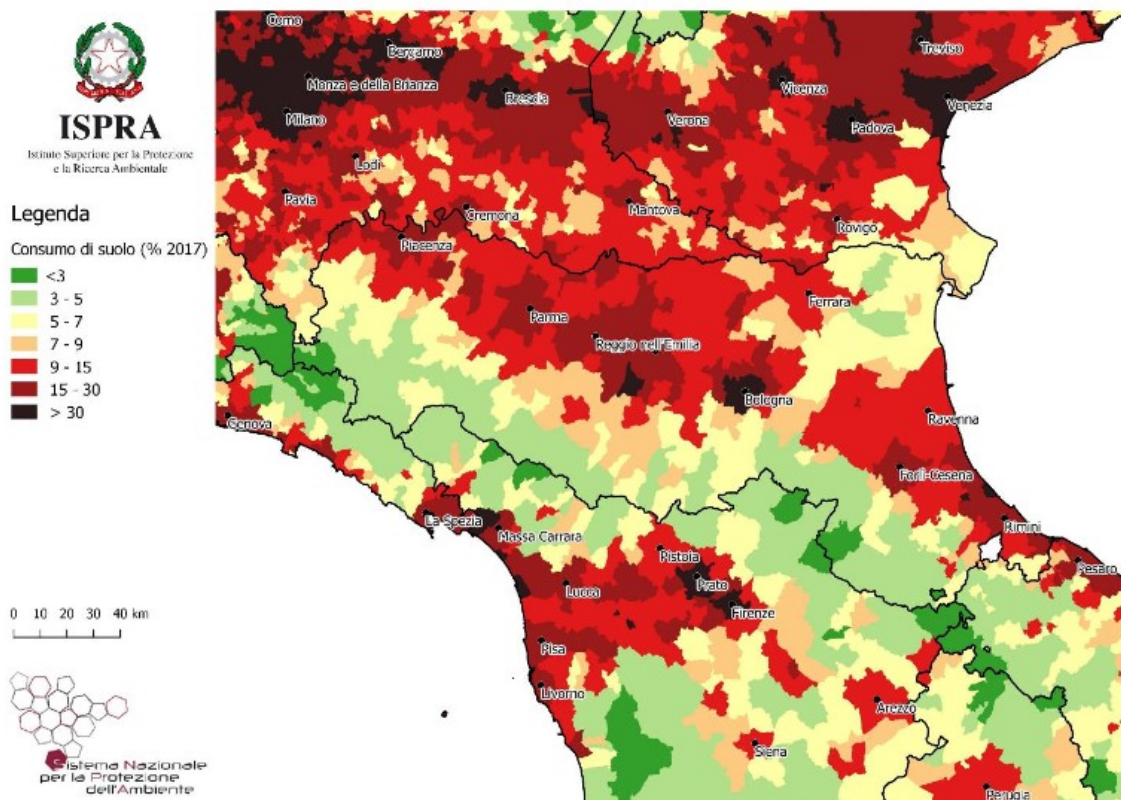 ISPRA
Istituto Superiore per la Protezione
e la Ricerca Ambientale
Legenda
Consumo di suolo (% 2017)
<3
3 - 5
5 - 7
7 - 9
9 - 15
15 - 30
> 30
0 10 20 30 40 km
Sistema Nazionale
per la Protezione
dell'Ambiente
Como
Bergamo
Treviso
Monza e della Brianza
Brescia
Vicenza
Venezia
Milano
Verona
Padova
Lodi
Pavia
Cremona
Mantova
Rovigo
Piacenza
Ferrara
Parma
Reggio nell'Emilia
Bologna
Genova
Ravenna
Forlì-Cesena
La Spezia
Massa Carrara
Rimini
Pistoia
Pesaro
Prato
Lucca
Firenze
Pisa
Livorno
Arezzo
Siena
Perugia